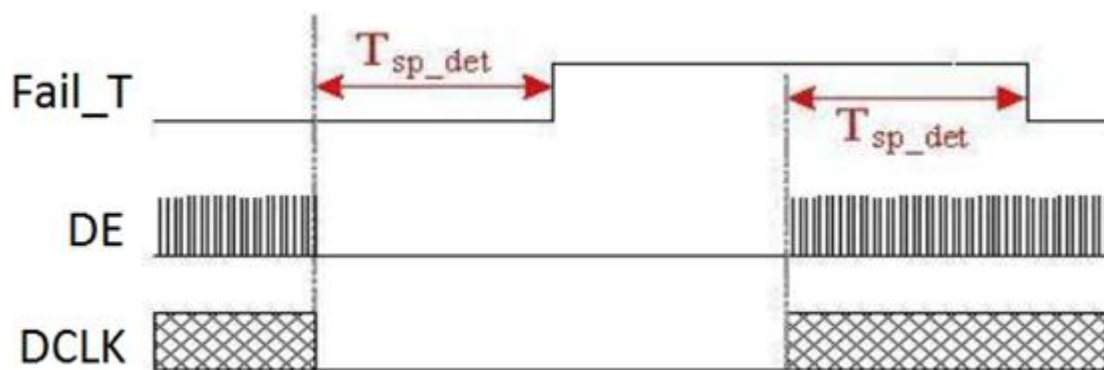 T_sp_det
Fail_T
T_sp_det
DE
DCLK